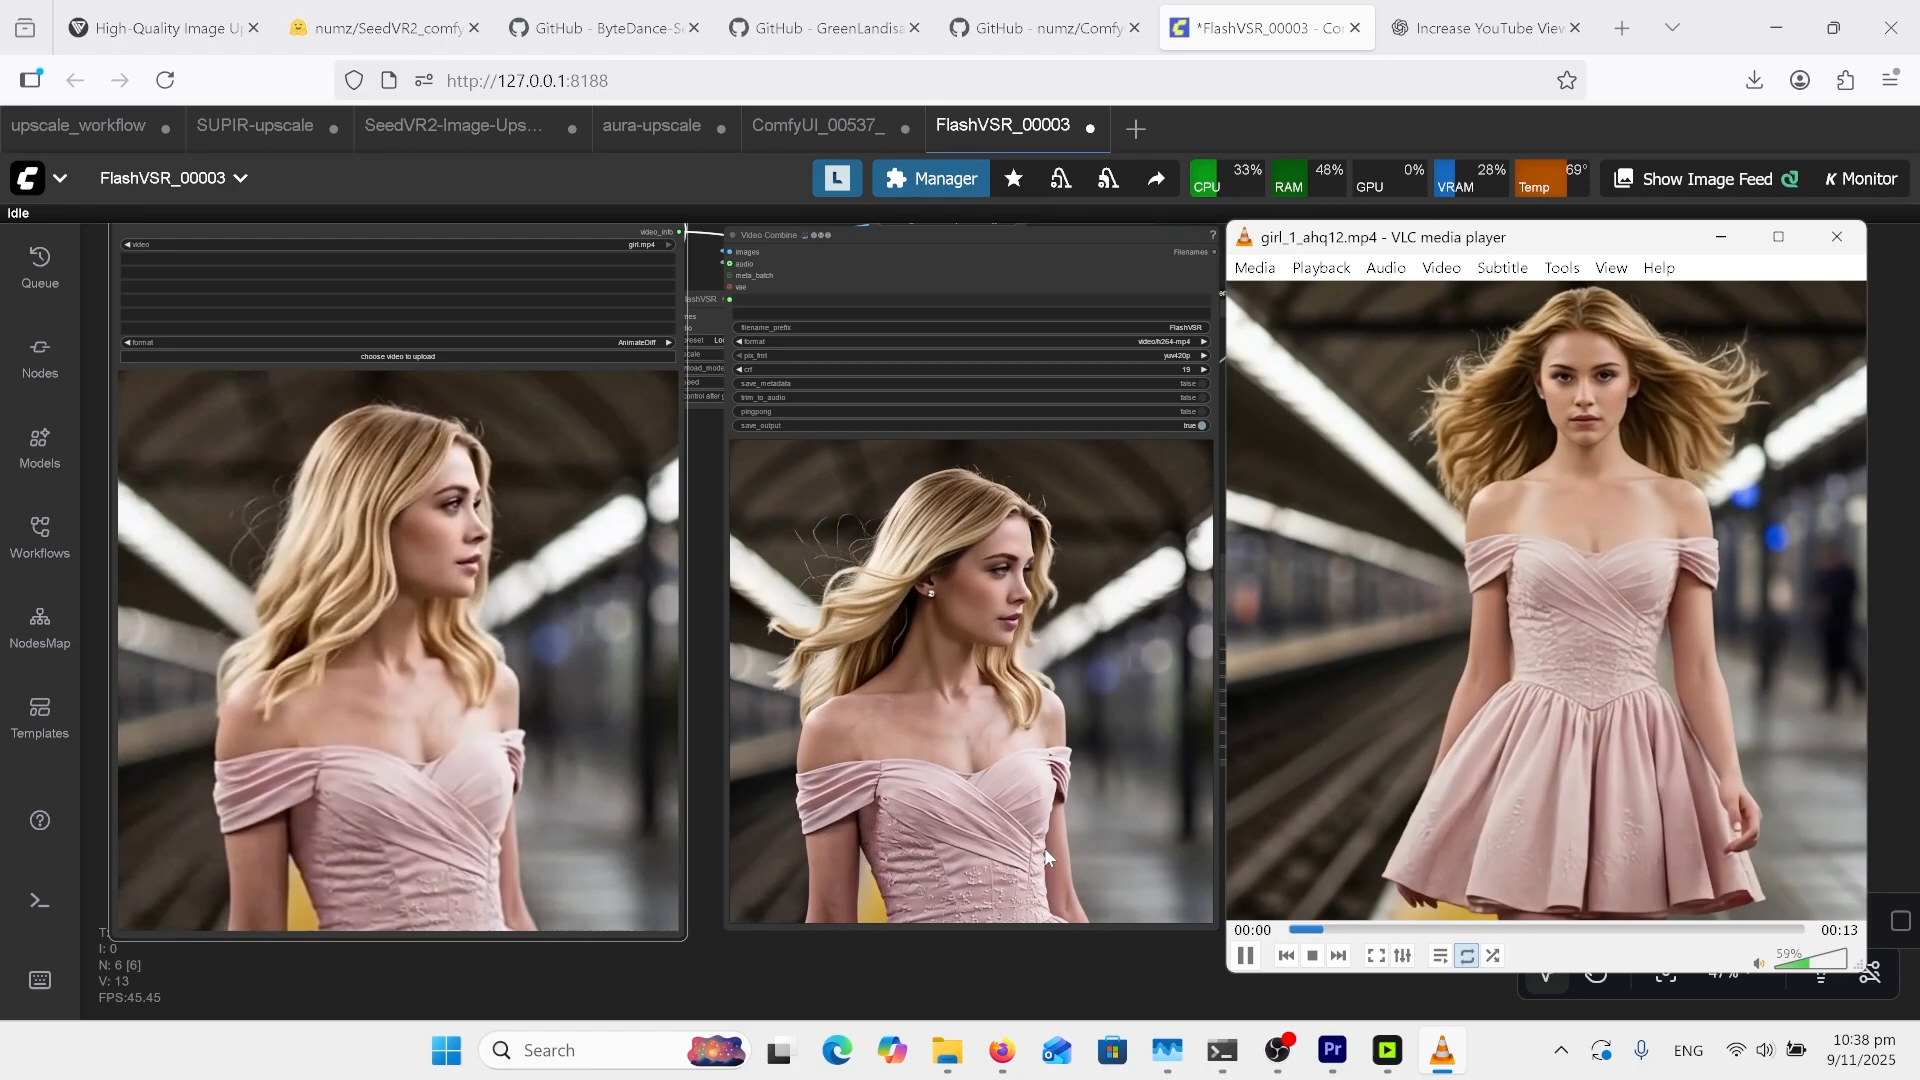 High-Quality Image U
numz/SeedVR2_comfy
GitHub - ByteDance-Se
GitHub - GreenLandisa
GitHub - numz/Comfy
*FlashVSR_00003 - Co
Increase YouTube View
http://127.0.0.1:8188
upscale_workflow
SUPIR-upscale
SeedVR2-Image-Ups...
aura-upscale
ComfyUI_00537_
FlashVSR_00003
FlashVSR_00003
L
Manager
CPU 33%
RAM 48%
GPU 0%
VRAM 28%
Temp 69°
Show Image Feed
Monitor
Idle
Queue
Nodes
Models
Workflows
NodesMap
Templates
video_info
video girl.mp4
format AnimateDiff
choose video to upload
Video Combine
images Filenames
audio
meta_batch
vae
filename_prefix FlashVSR
format video/h264-mp4
pix_fmt yuv420p
crf 19
save_metadata false
trim_to_audio false
pingpong false
save_output true
girl_1_ahq12.mp4 - VLC media player
Media Playback Audio Video Subtitle Tools View Help
00:00 00:13
59%
I: 0
N: 6 [6]
V: 13
FPS:45.45
Search
ENG
10:38 pm
9/11/2025